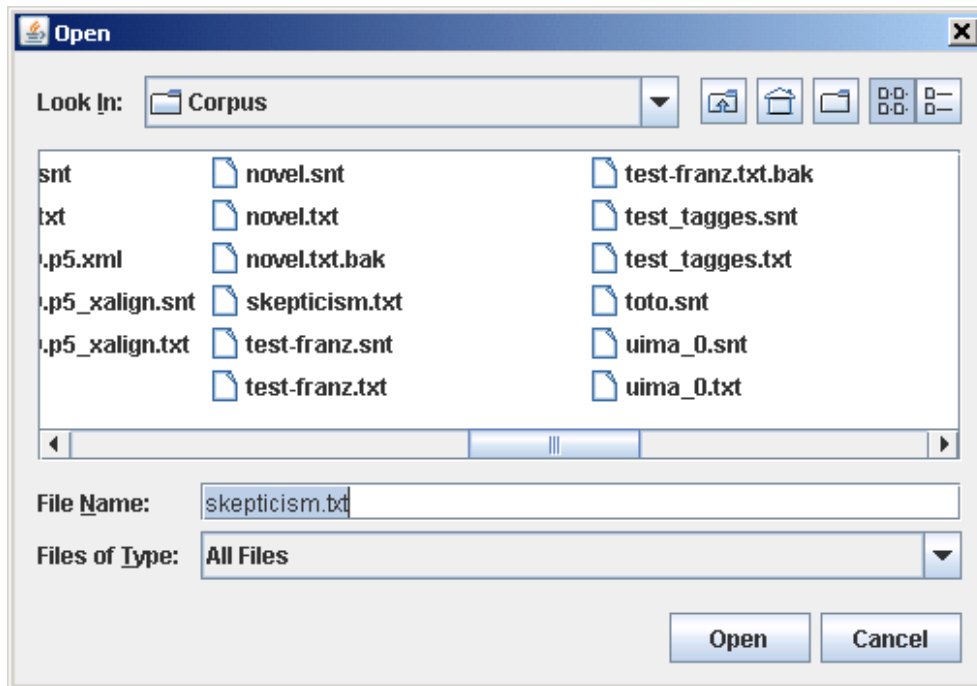 Open
Look In: Corpus
snt novel.snt test-franz.txt.bak
txt novel.txt test_tagges.snt
.p5.xml novel.txt.bak test_tagges.txt
.p5_xalign.snt skepticism.txt toto.snt
.p5_xalign.txt test-franz.snt uima_0.snt
test-franz.txt uima_0.txt
File Name: skepticism.txt
Files of Type: All Files
Open Cancel